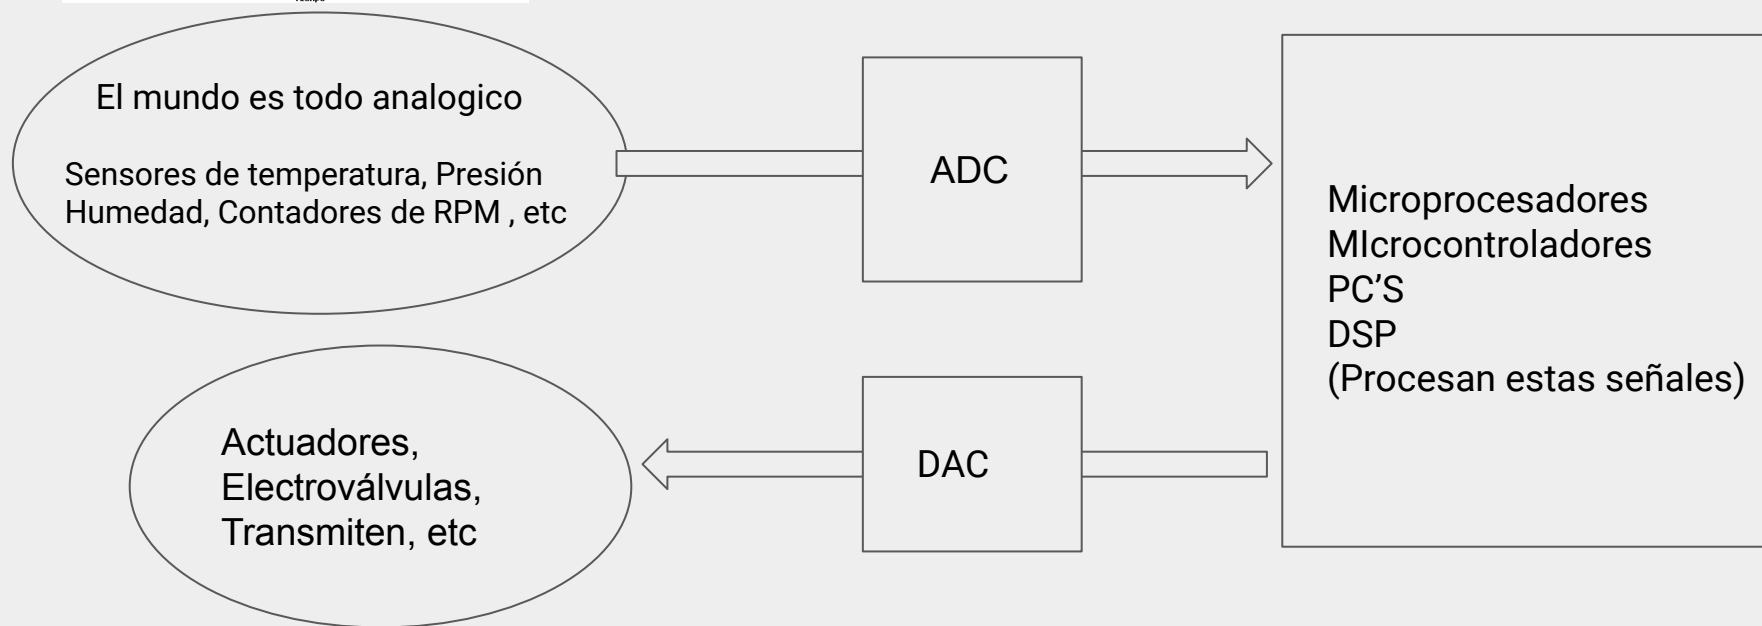 El mundo es todo analogico
Sensores de temperatura, Presión
Humedad, Contadores de RPM , etc
ADC
Microprocesadores
MIcrocontroladores
PC'S
DSP
(Procesan estas señales)
Actuadores,
Electroválvulas,
Transmiten, etc
DAC